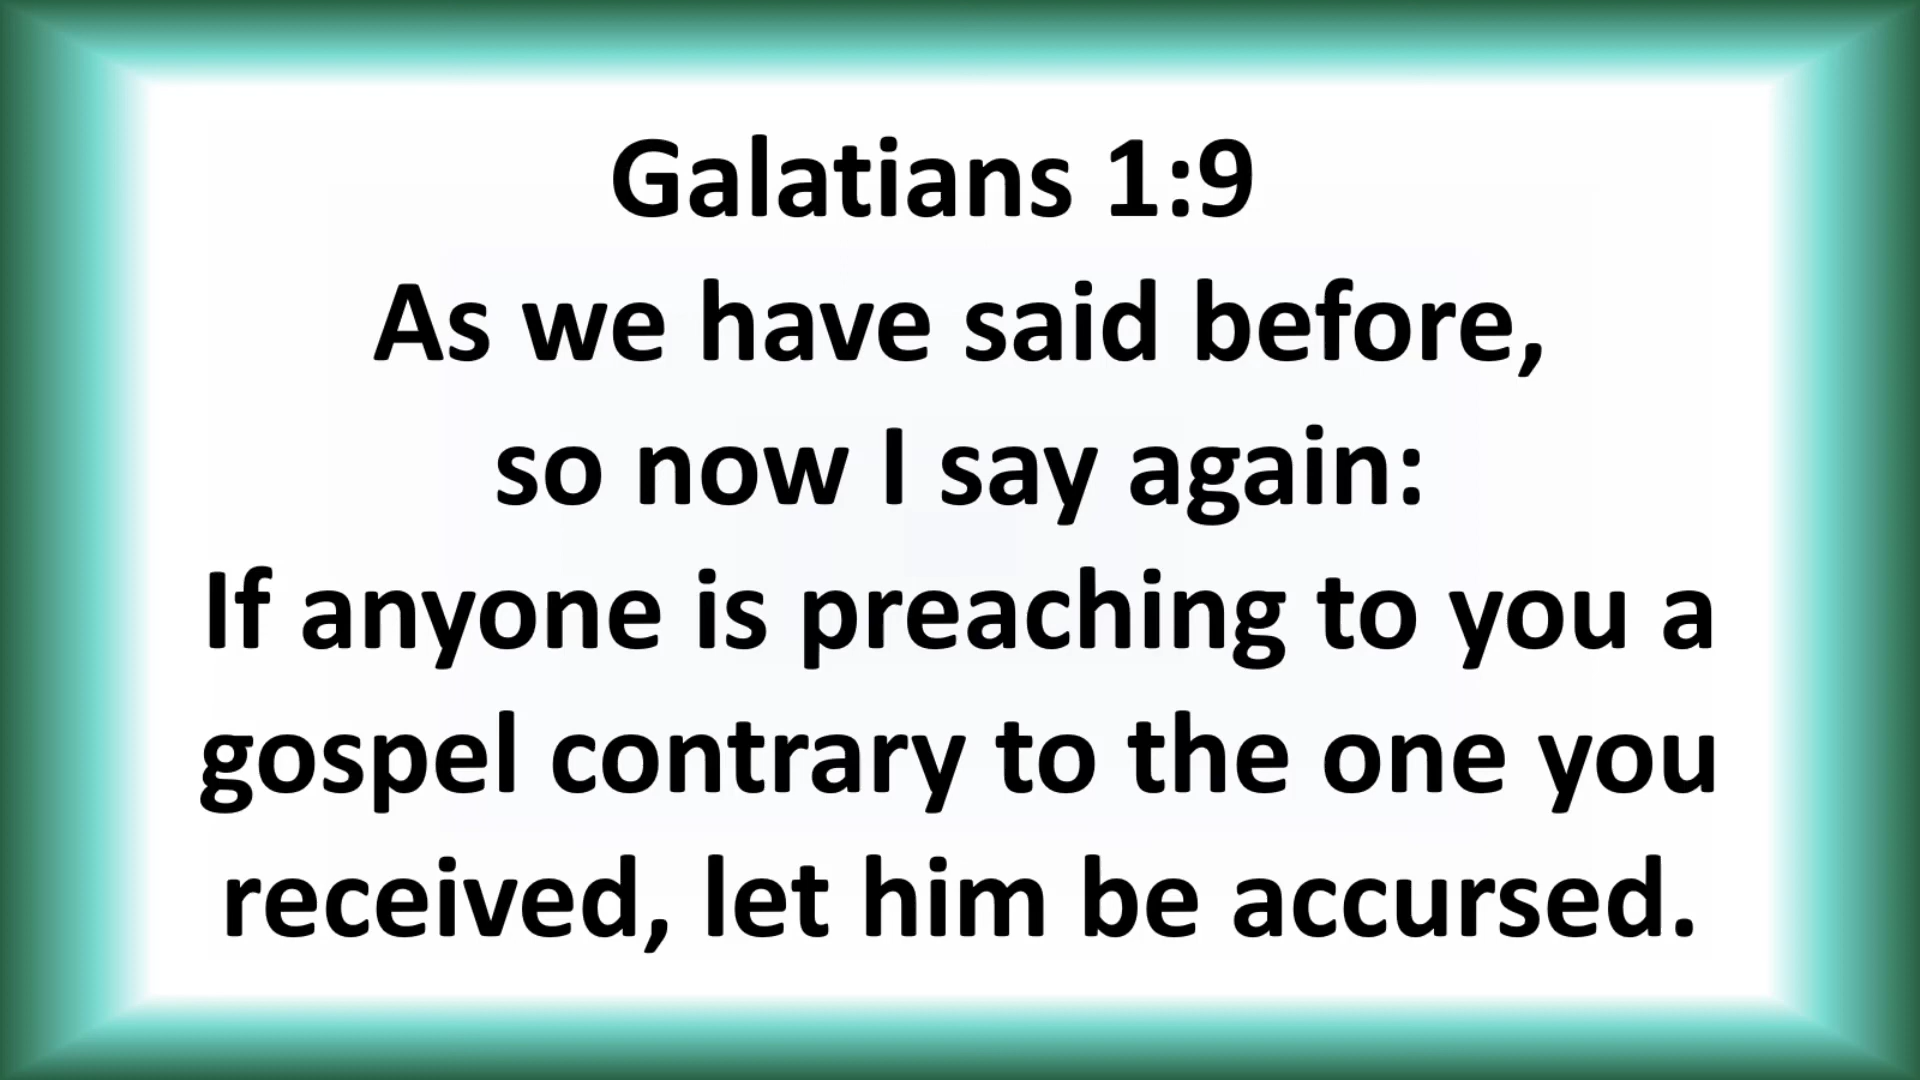 Galatians 1:9
As we have said before,
so now I say again:
If anyone is preaching to you a
gospel contrary to the one you
received, let him be accursed.